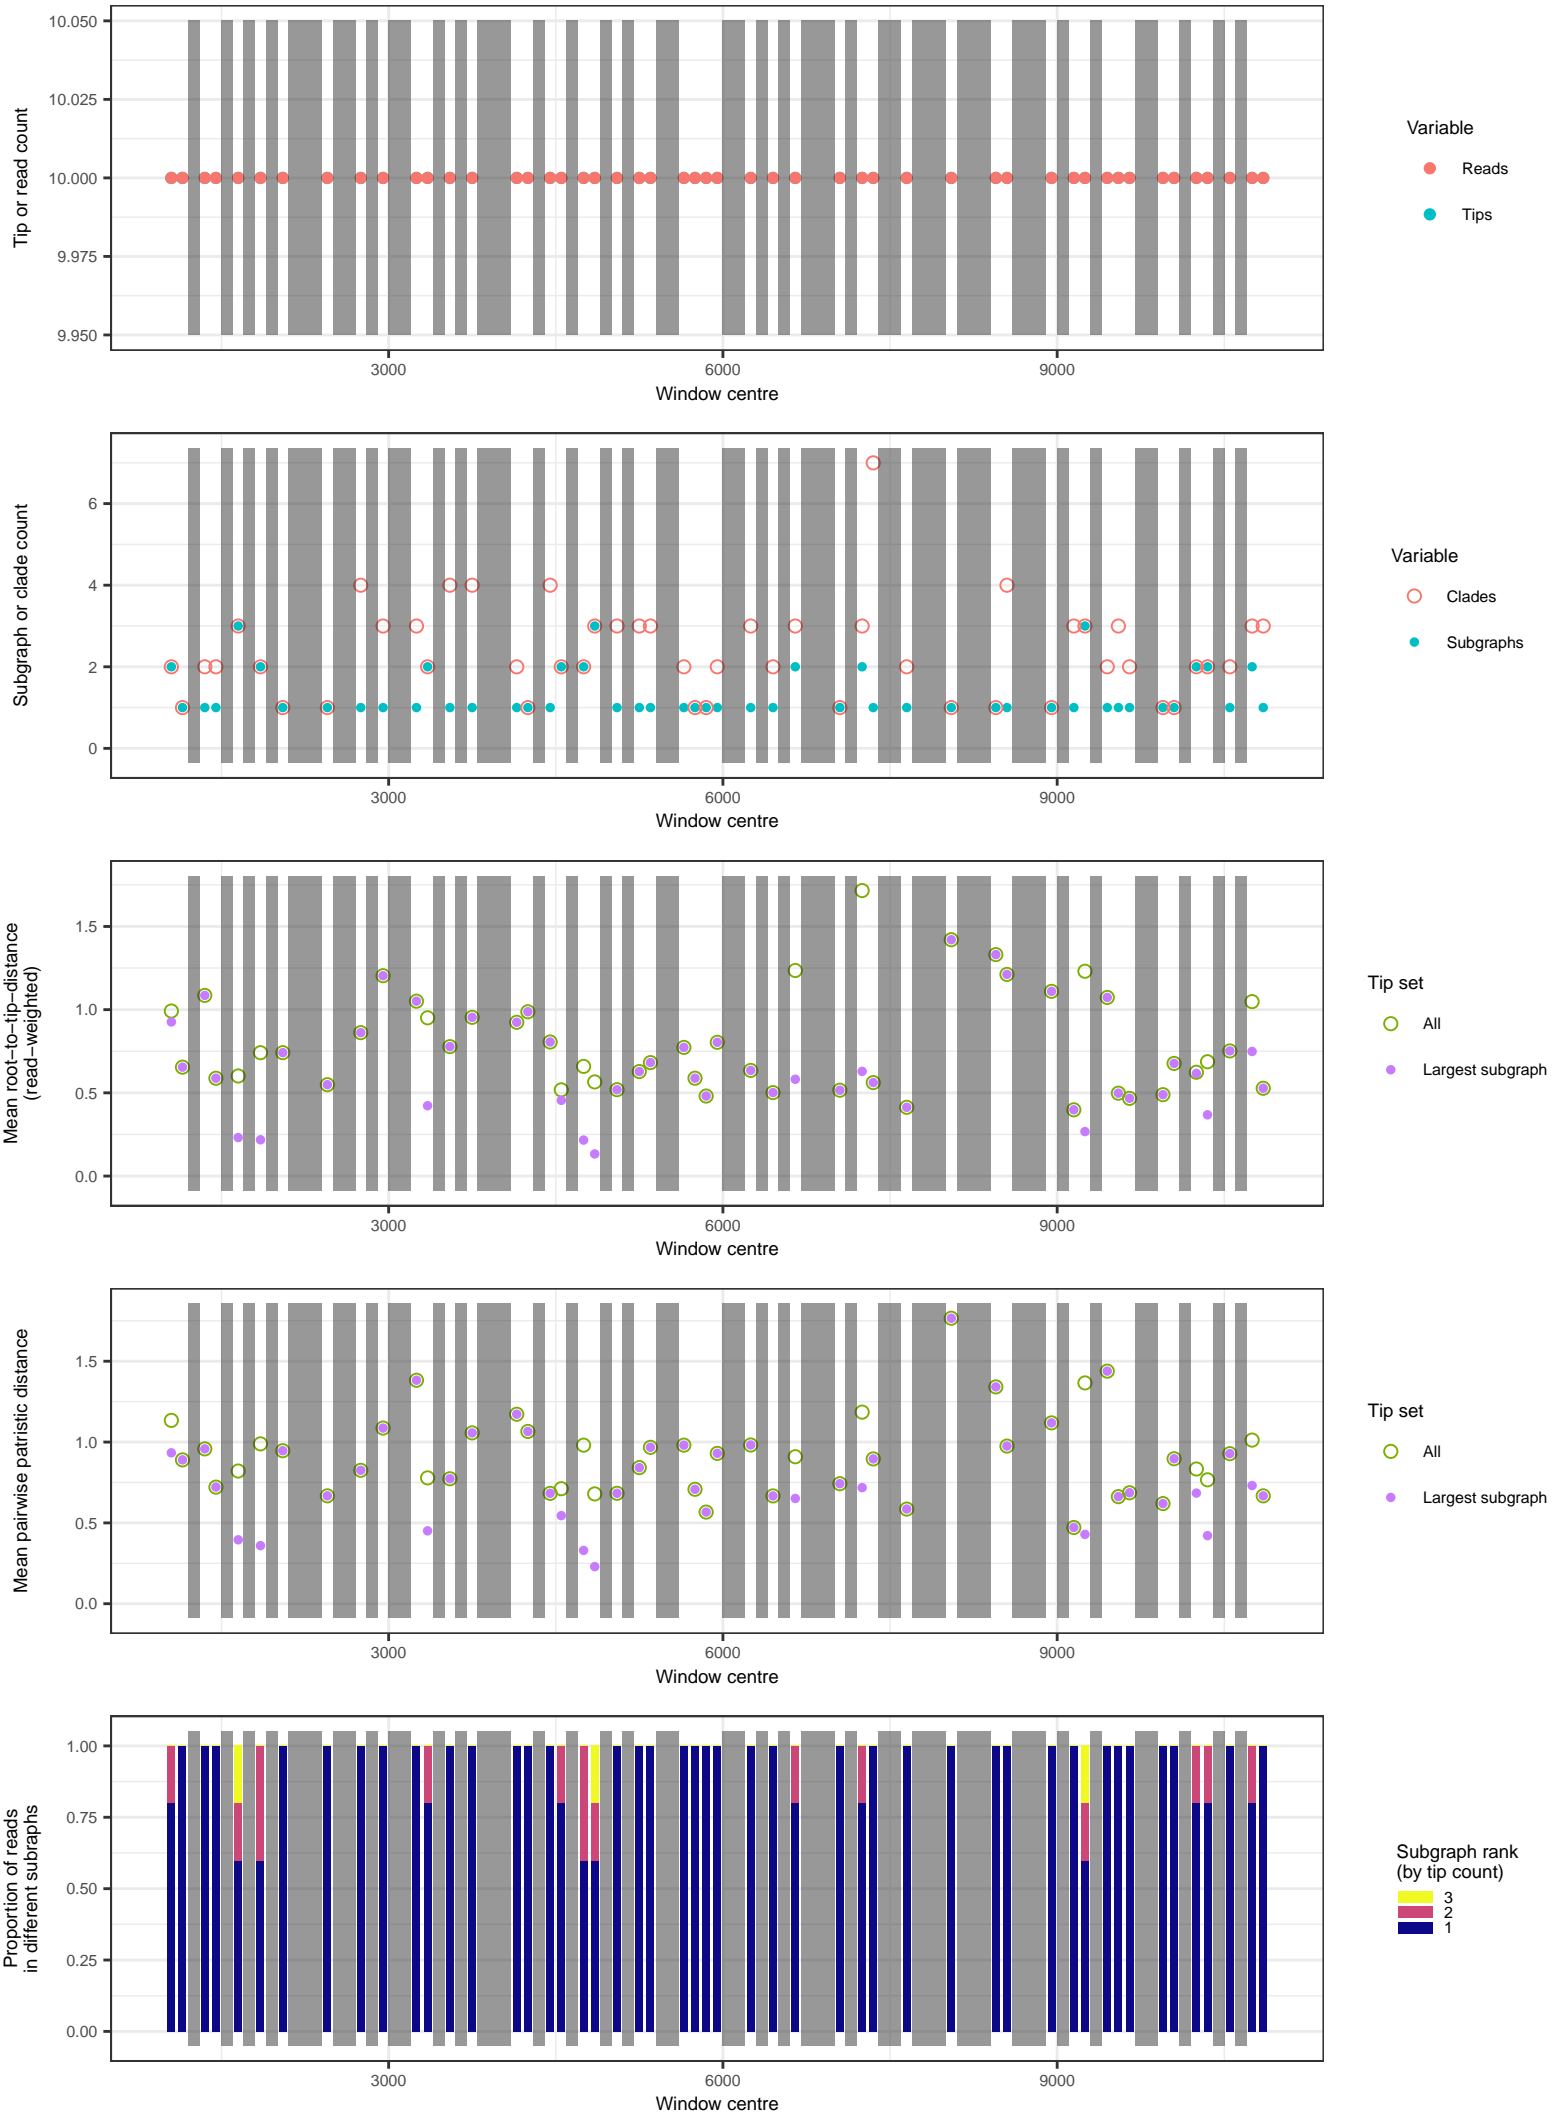 10.050
10.025
10.000
9.975
9.950
Tip or read count
3000
6000
9000
Window centre
Variable
Reads
Tips
6
4
2
0
Subgraph or clade count
3000
6000
9000
Window centre
Variable
Clades
Subgraphs
1.5
1.0
0.5
0.0
Mean root−to−tip−distance
(read−weighted)
3000
6000
9000
Window centre
Tip set
All
Largest subgraph
1.5
1.0
0.5
0.0
Mean pairwise patristic distance
3000
6000
9000
Window centre
Tip set
All
Largest subgraph
1.00
0.75
0.50
0.25
0.00
Proportion of reads
in different subraphs
3000
6000
9000
Window centre
Subgraph rank
(by tip count)
3
2
1